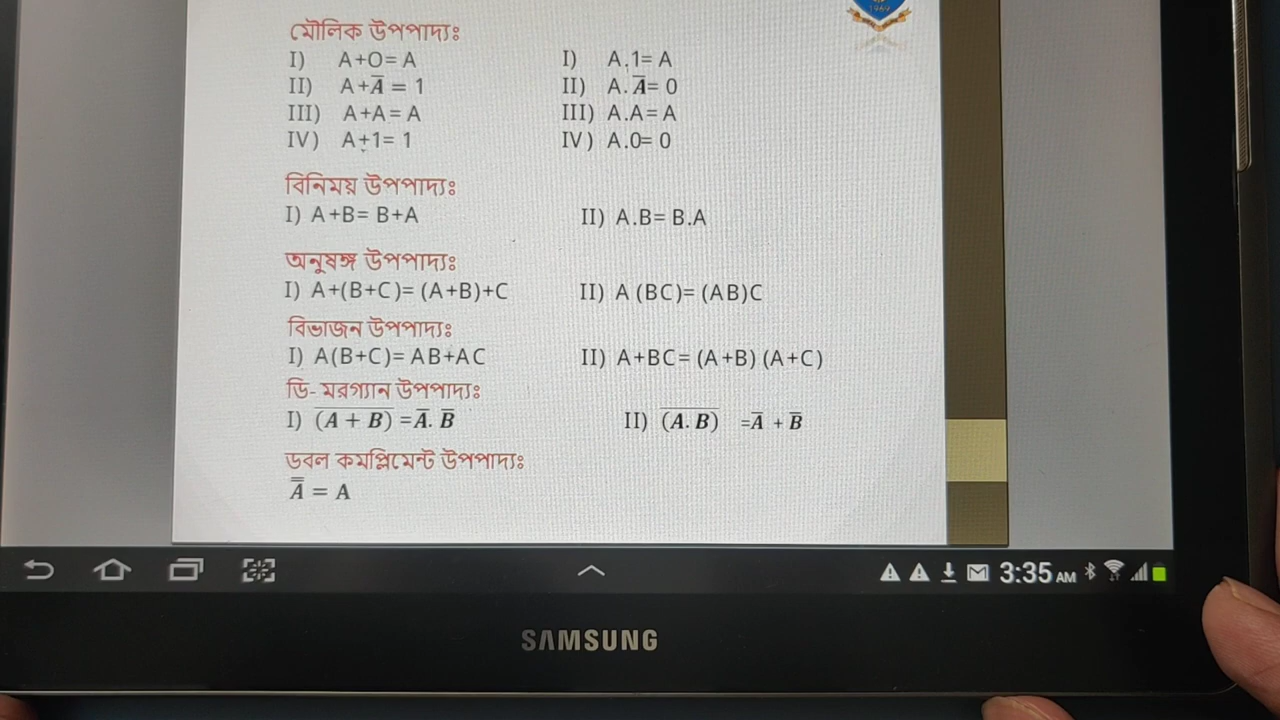 1969
মৌলিক উপপাদ্যঃ
I) A+O= A I) A.1= A
II) A+A̅ = 1 II) A. A̅= 0
III) A+A= A III) A.A= A
IV) A+1= 1 IV) A.0= 0
বিনিময় উপপাদ্যঃ
I) A+B= B+A II) A.B= B.A
অনুষঙ্গ উপপাদ্যঃ
I) A+(B+C)= (A+B)+C II) A (BC)= (AB)C
বিভাজন উপপাদ্যঃ
I) A(B+C)= AB+AC II) A+BC= (A+B) (A+C)
ডি- মরগ্যান উপপাদ্যঃ
I) (̅A̅ ̅+̅ ̅B̅)̅ =A̅. B̅ II) (̅A̅.̅ ̅B̅)̅ =A̅ + B̅
ডবল কমপ্লিমেন্ট উপপাদ্যঃ
A̿ = A
3:35 AM
SAMSUNG